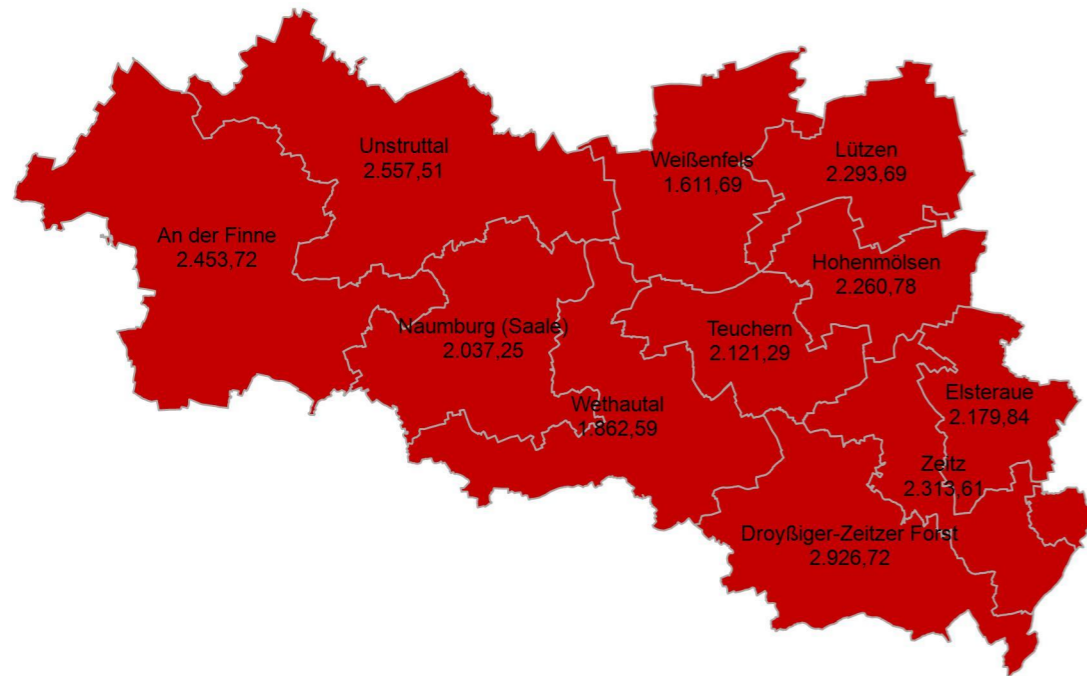 Unstruttal
2.557,51
Weißenfels
1.611,69
Lützen
2.293,69
An der Finne
2.453,72
Hohenmölsen
2.260,78
Naumburg (Saale)
2.037,25
Teuchern
2.121,29
Wethautal
1.862,59
Elsteraue
2.179,84
Zeitz
2.313,61
Droyßiger-Zeitzer Forst
2.926,72